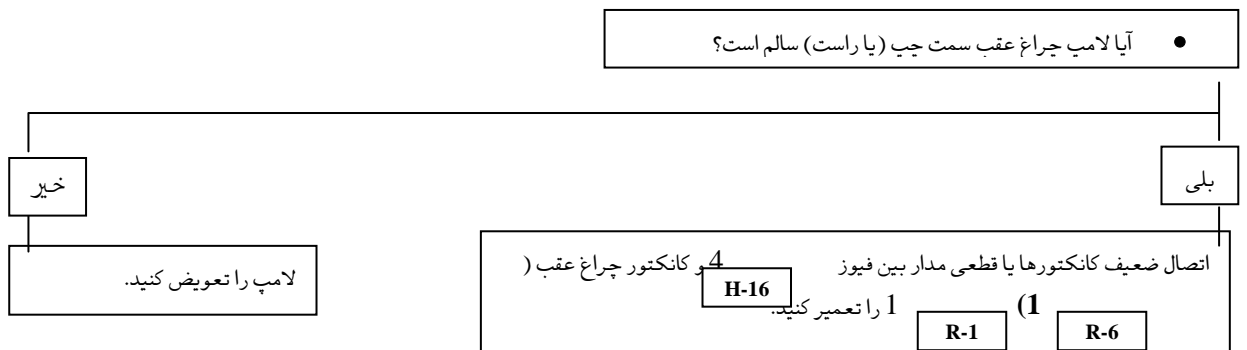 ● آیا لامپ چراغ عقب سمت چپ (یا راست) سالم است؟
بلی
خیر
اتصال ضعیف کانکتورها یا قطعی مدار بین فیوز H-16 4 و کانکتور چراغ عقب (
R-6 1) R-1 1 را تعمیر کنید.
لامپ را تعویض کنید.